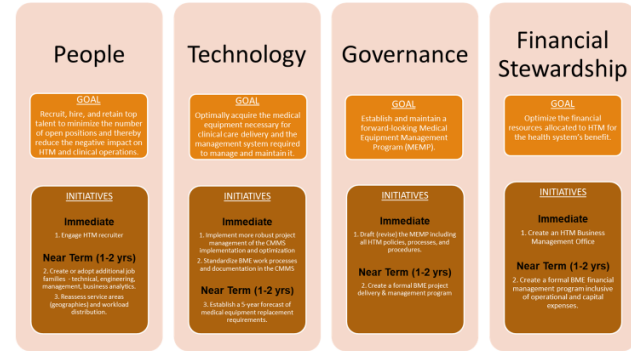 People
GOAL
Recruit, hire, and retain top
talent to minimize the number
of open positions and thereby
reduce the negative impact on
HTM and clinical operations.
INITIATIVES
Immediate
1. Engage HTM recruiter
Near Term (1-2 yrs)
2. Create or adopt additional job
families - technical, engineering,
management, business analytics.
3. Reassess service areas
(geographies) and workload
distribution.
Technology
GOAL
Optimally acquire the medical
equipment necessary for
clinical care delivery and the
management system required
to manage and maintain it.
INITIATIVES
Immediate
1. Implement more robust project
management of the CMMS
implementation and optimization
2. Standardize BME work processes
and documentation in the CMMS
Near Term (1-2 yrs)
3. Establish a 5-year forecast of
medical equipment replacement
requirements.
Governance
GOAL
Establish and maintain a
forward-looking Medical
Equipment Management
Program (MEMP).
INITIATIVES
Immediate
1. Draft (revise) the MEMP including
all HTM policies, processes, and
procedures.
Near Term (1-2 yrs)
2. Create a formal BME project
delivery & management program
Financial
Stewardship
GOAL
Optimize the financial
resources allocated to HTM for
the health system's benefit.
INITIATIVES
Immediate
1. Create an HTM Business
Management Office
Near Term (1-2 yrs)
2. Create a formal BME financial
management program inclusive
of operational and capital
expenses.